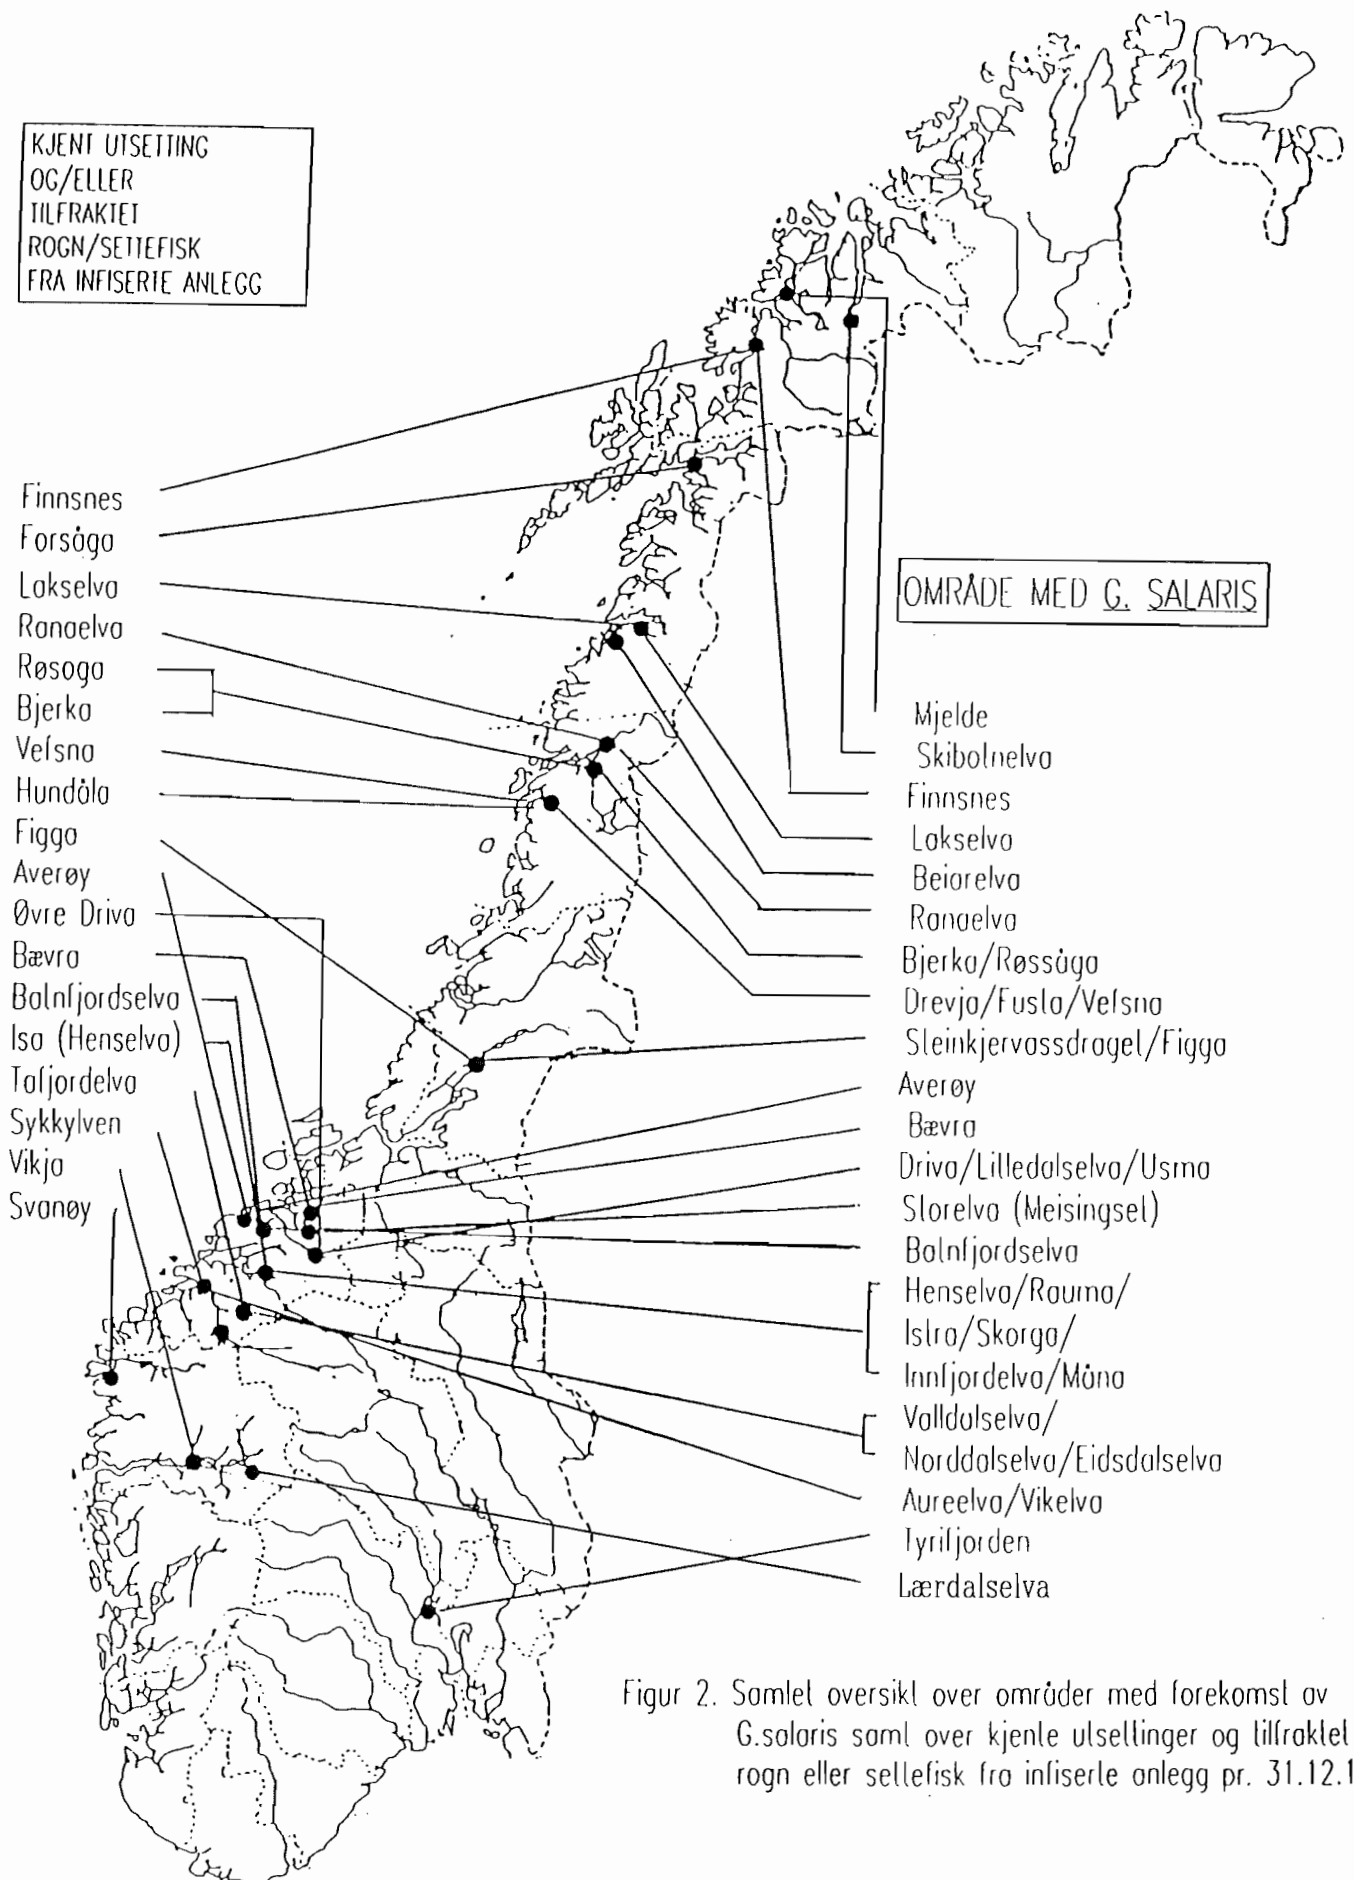 KJENT UTSETTING
OG/ELLER
TILFRAKTET
ROGN/SETTEFISK
FRA INFISERTE ANLEGG
Finnsnes
Forsåga
Lakselva
Ranaelva
Røsoga
Bjerka
Vefsna
Hundåla
Figga
Averøy
Øvre Driva
Bævra
Batnfjordselva
Isa (Henselva)
Tafjordelva
Sykkylven
Vikja
Svanøy
OMRÅDE MED G. SALARIS
Mjelde
Skibotnelva
Finnsnes
Lakselva
Beiarelva
Ranaelva
Bjerka/Røssåga
Drevja/Fusta/Vefsna
Steinkjervassdraget/Figga
Averøy
Bævra
Driva/Litledalselva/Usma
Storelva (Meisingset)
Batnfjordselva
Henselva/Rauma/
Istra/Skorga/
Innfjordelva/Måna
Valldalselva/
Norddalselva/Eidsdalselva
Aureelva/Vikelva
Tyrifjorden
Lærdalselva
Figur 2. Samlet oversikt over områder med forekomst av
G.salaris samt over kjente utsettinger og tilfraktet
rogn eller settefisk fra infiserte anlegg pr. 31.12.1